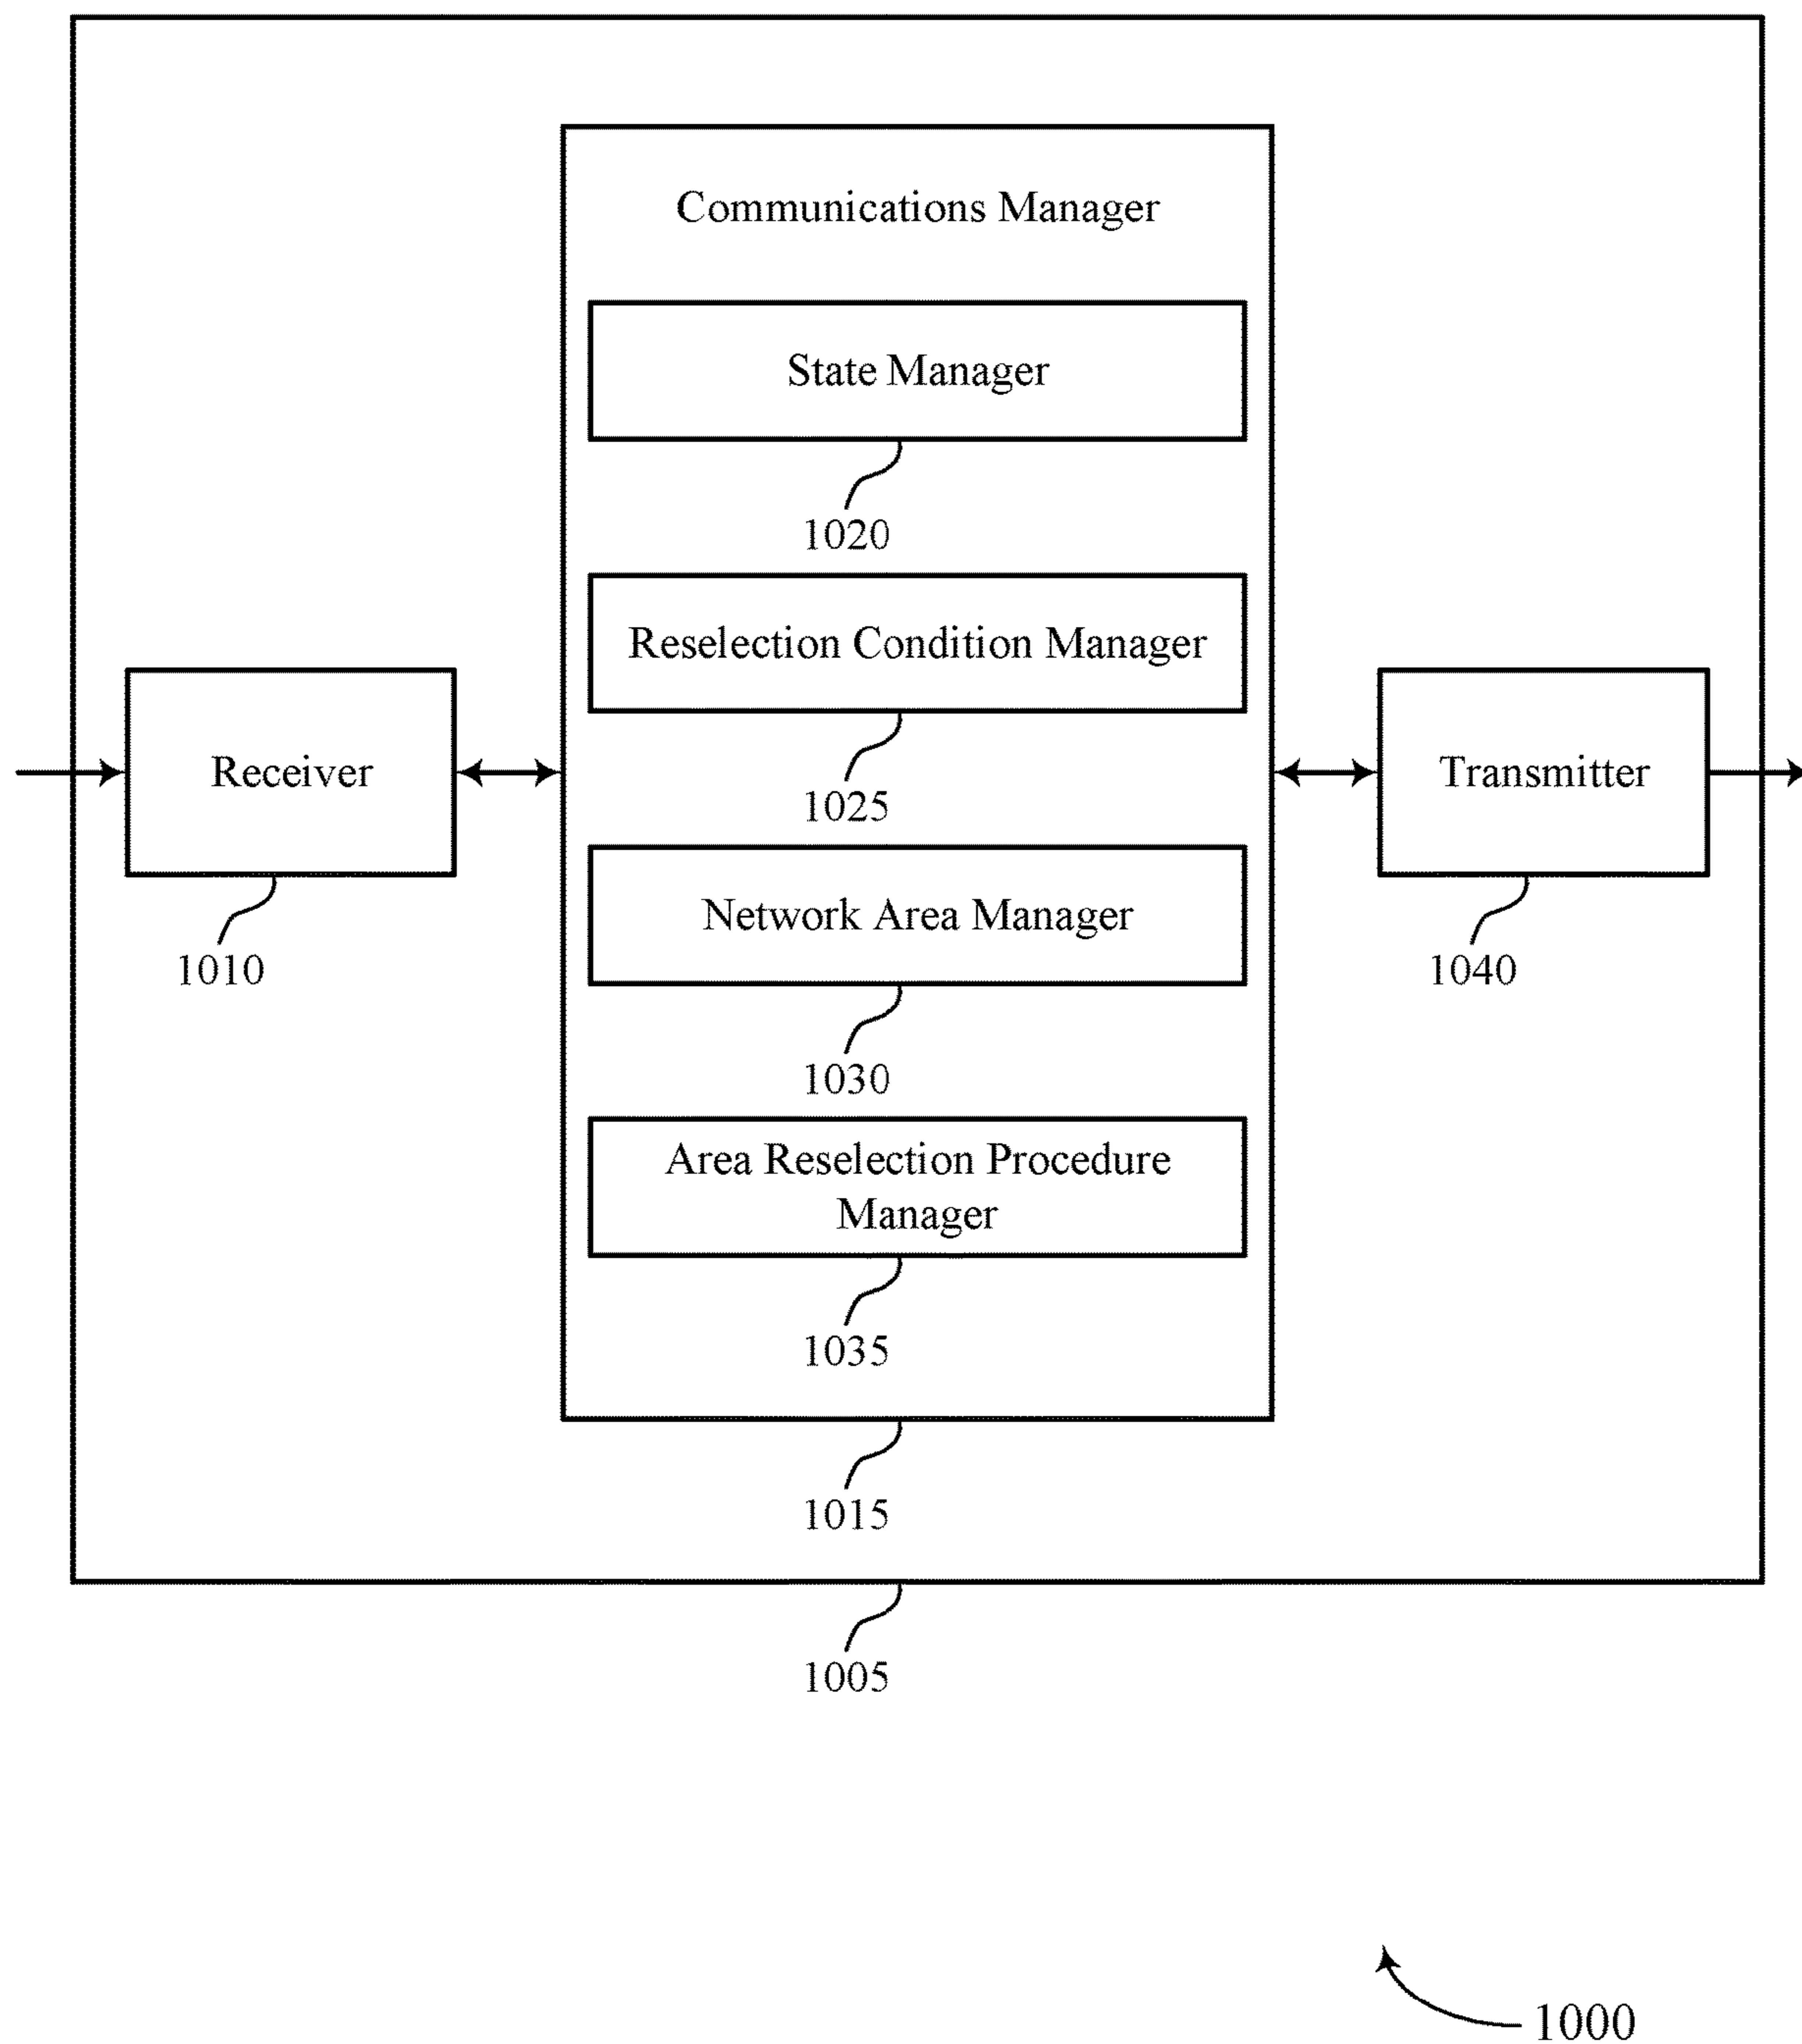 Communications Manager
State Manager
1020
Reselection Condition Manager
1025
Receiver
1010
Transmitter
1040
Network Area Manager
1030
Area Reselection Procedure
Manager
1035
1015
1005
1000